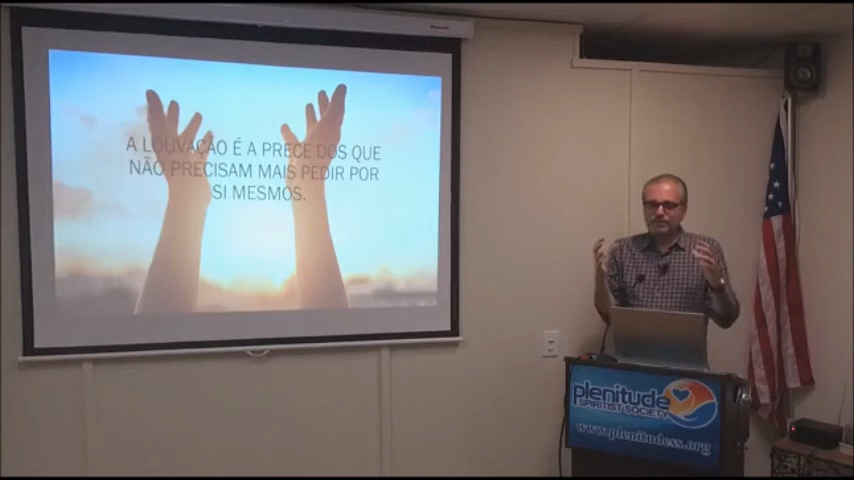 A LOUVAÇÃO É A PRECE DOS QUE
NÃO PRECISAM MAIS PEDIR POR
SI MESMOS.
plenitude
SPIRITIST SOCIETY
www.plenitudess.org